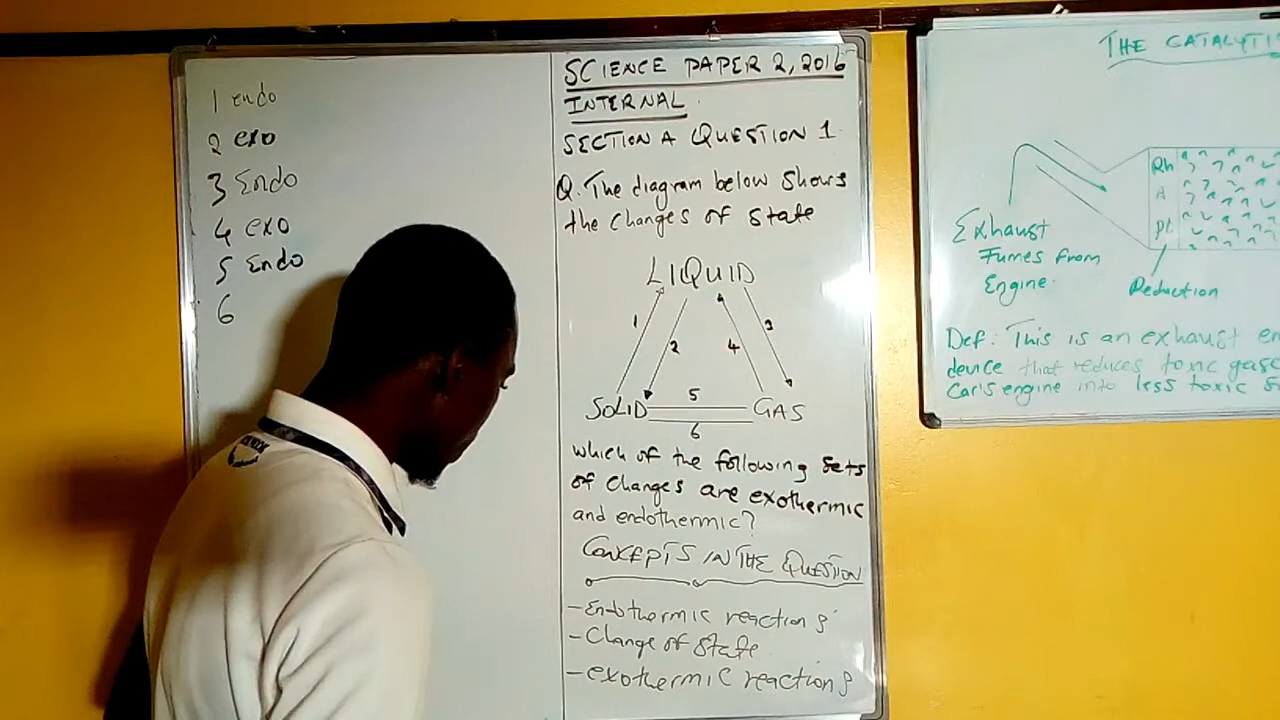 1 endo
2 exo
3 Endo
4 exo
5 Endo
6
SCIENCE PAPER 2, 2016
INTERNAL
SECTION A QUESTION 1
Q. The diagram below shows
the changes of state
LIQUID
1
2
4
3
5
SOLID
GAS
6
which of the following sets
of changes are exothermic
and endothermic?
CONCEPTS IN THE QUESTION
- Endothermic reactions
- Change of state
- exothermic reactions
THE CATALYTI
Rh
A
Pt
Exhaust
Fumes from
Engine
Reduction
Def: This is an exhaust em
device that reduces toxic gase
Car's engine into less toxic s